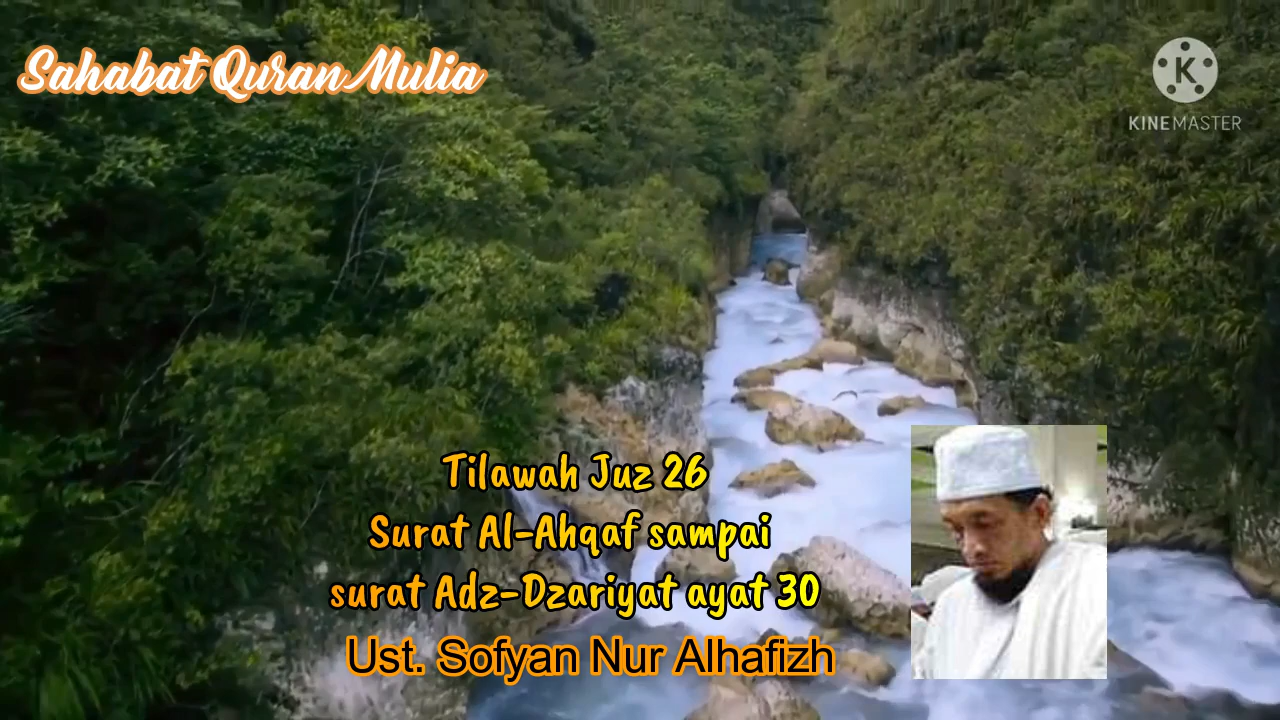 Sahabat Quran Mulia
KINEMASTER
Tilawah Juz 26
Surat Al-Ahqaf sampai
surat Adz-Dzariyat ayat 30
Ust. Sofyan Nur Alhafizh